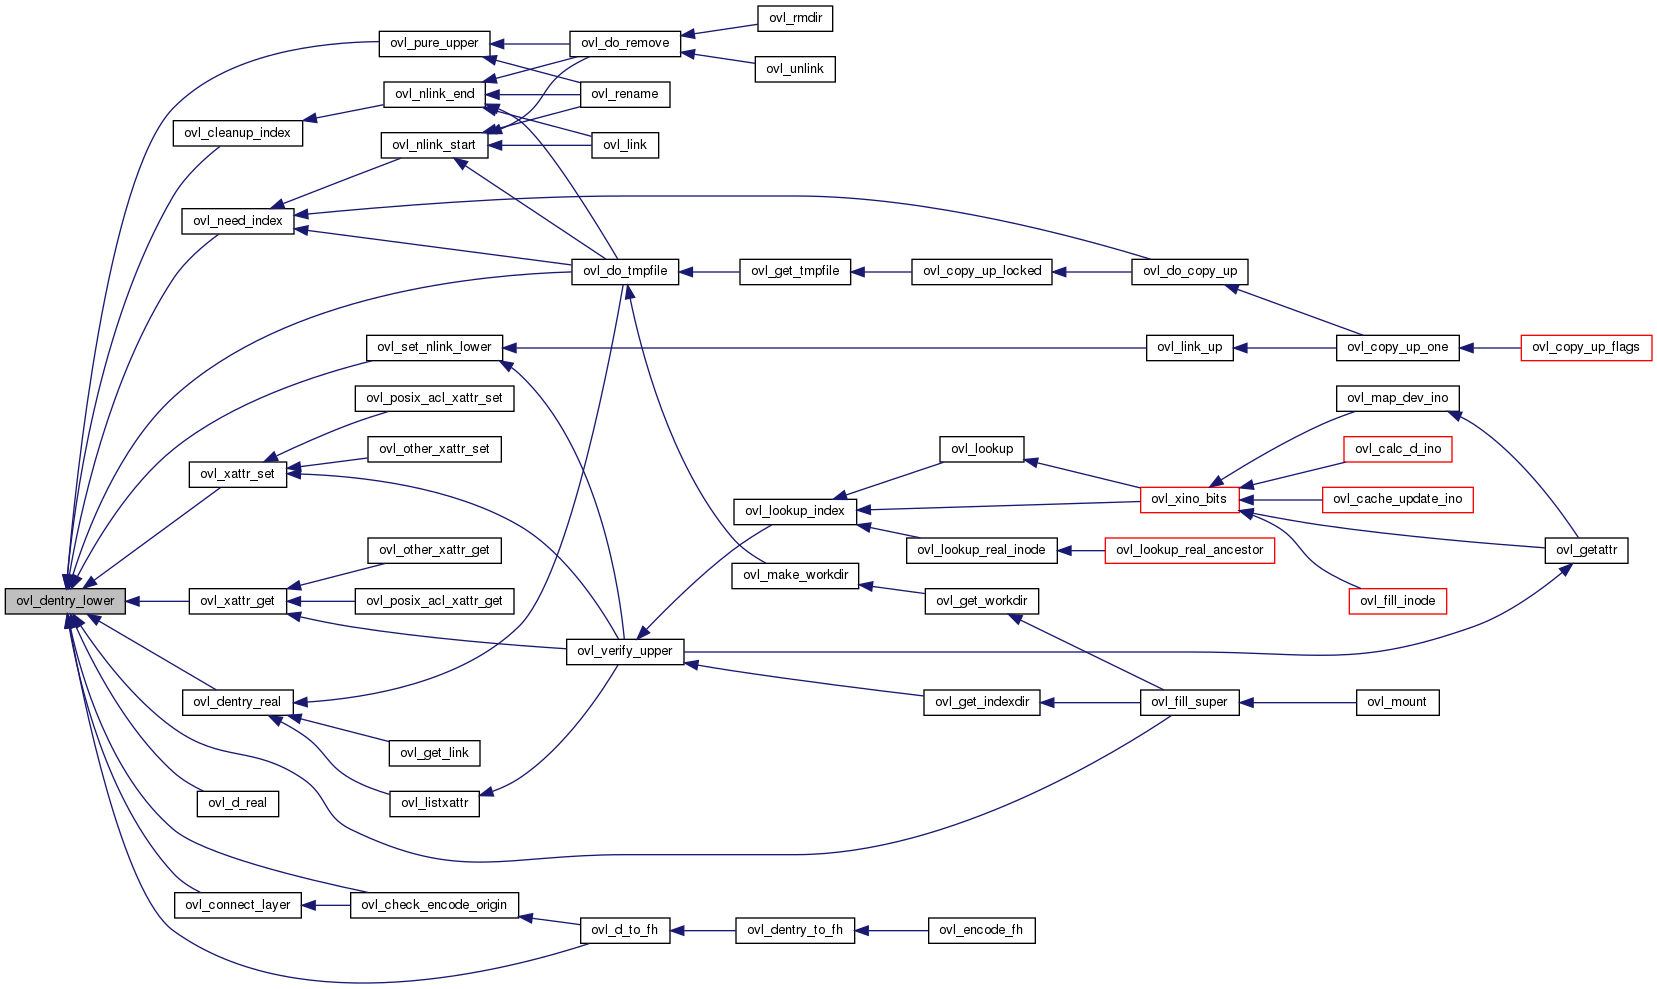 ovl_rmdir
ovl_pure_upper
ovl_do_remove
ovl_unlink
ovl_nlink_end
ovl_rename
ovl_cleanup_index
ovl_nlink_start
ovl_link
ovl_need_index
ovl_do_tmpfile
ovl_get_tmpfile
ovl_copy_up_locked
ovl_do_copy_up
ovl_set_nlink_lower
ovl_link_up
ovl_copy_up_one
ovl_copy_up_flags
ovl_posix_acl_xattr_set
ovl_map_dev_ino
ovl_other_xattr_set
ovl_lookup
ovl_calc_d_ino
ovl_xattr_set
ovl_xino_bits
ovl_cache_update_ino
ovl_lookup_index
ovl_other_xattr_get
ovl_lookup_real_inode
ovl_lookup_real_ancestor
ovl_getattr
ovl_make_workdir
ovl_dentry_lower
ovl_xattr_get
ovl_posix_acl_xattr_get
ovl_get_workdir
ovl_fill_inode
ovl_verify_upper
ovl_dentry_real
ovl_get_indexdir
ovl_fill_super
ovl_mount
ovl_get_link
ovl_d_real
ovl_listxattr
ovl_connect_layer
ovl_check_encode_origin
ovl_d_to_fh
ovl_dentry_to_fh
ovl_encode_fh